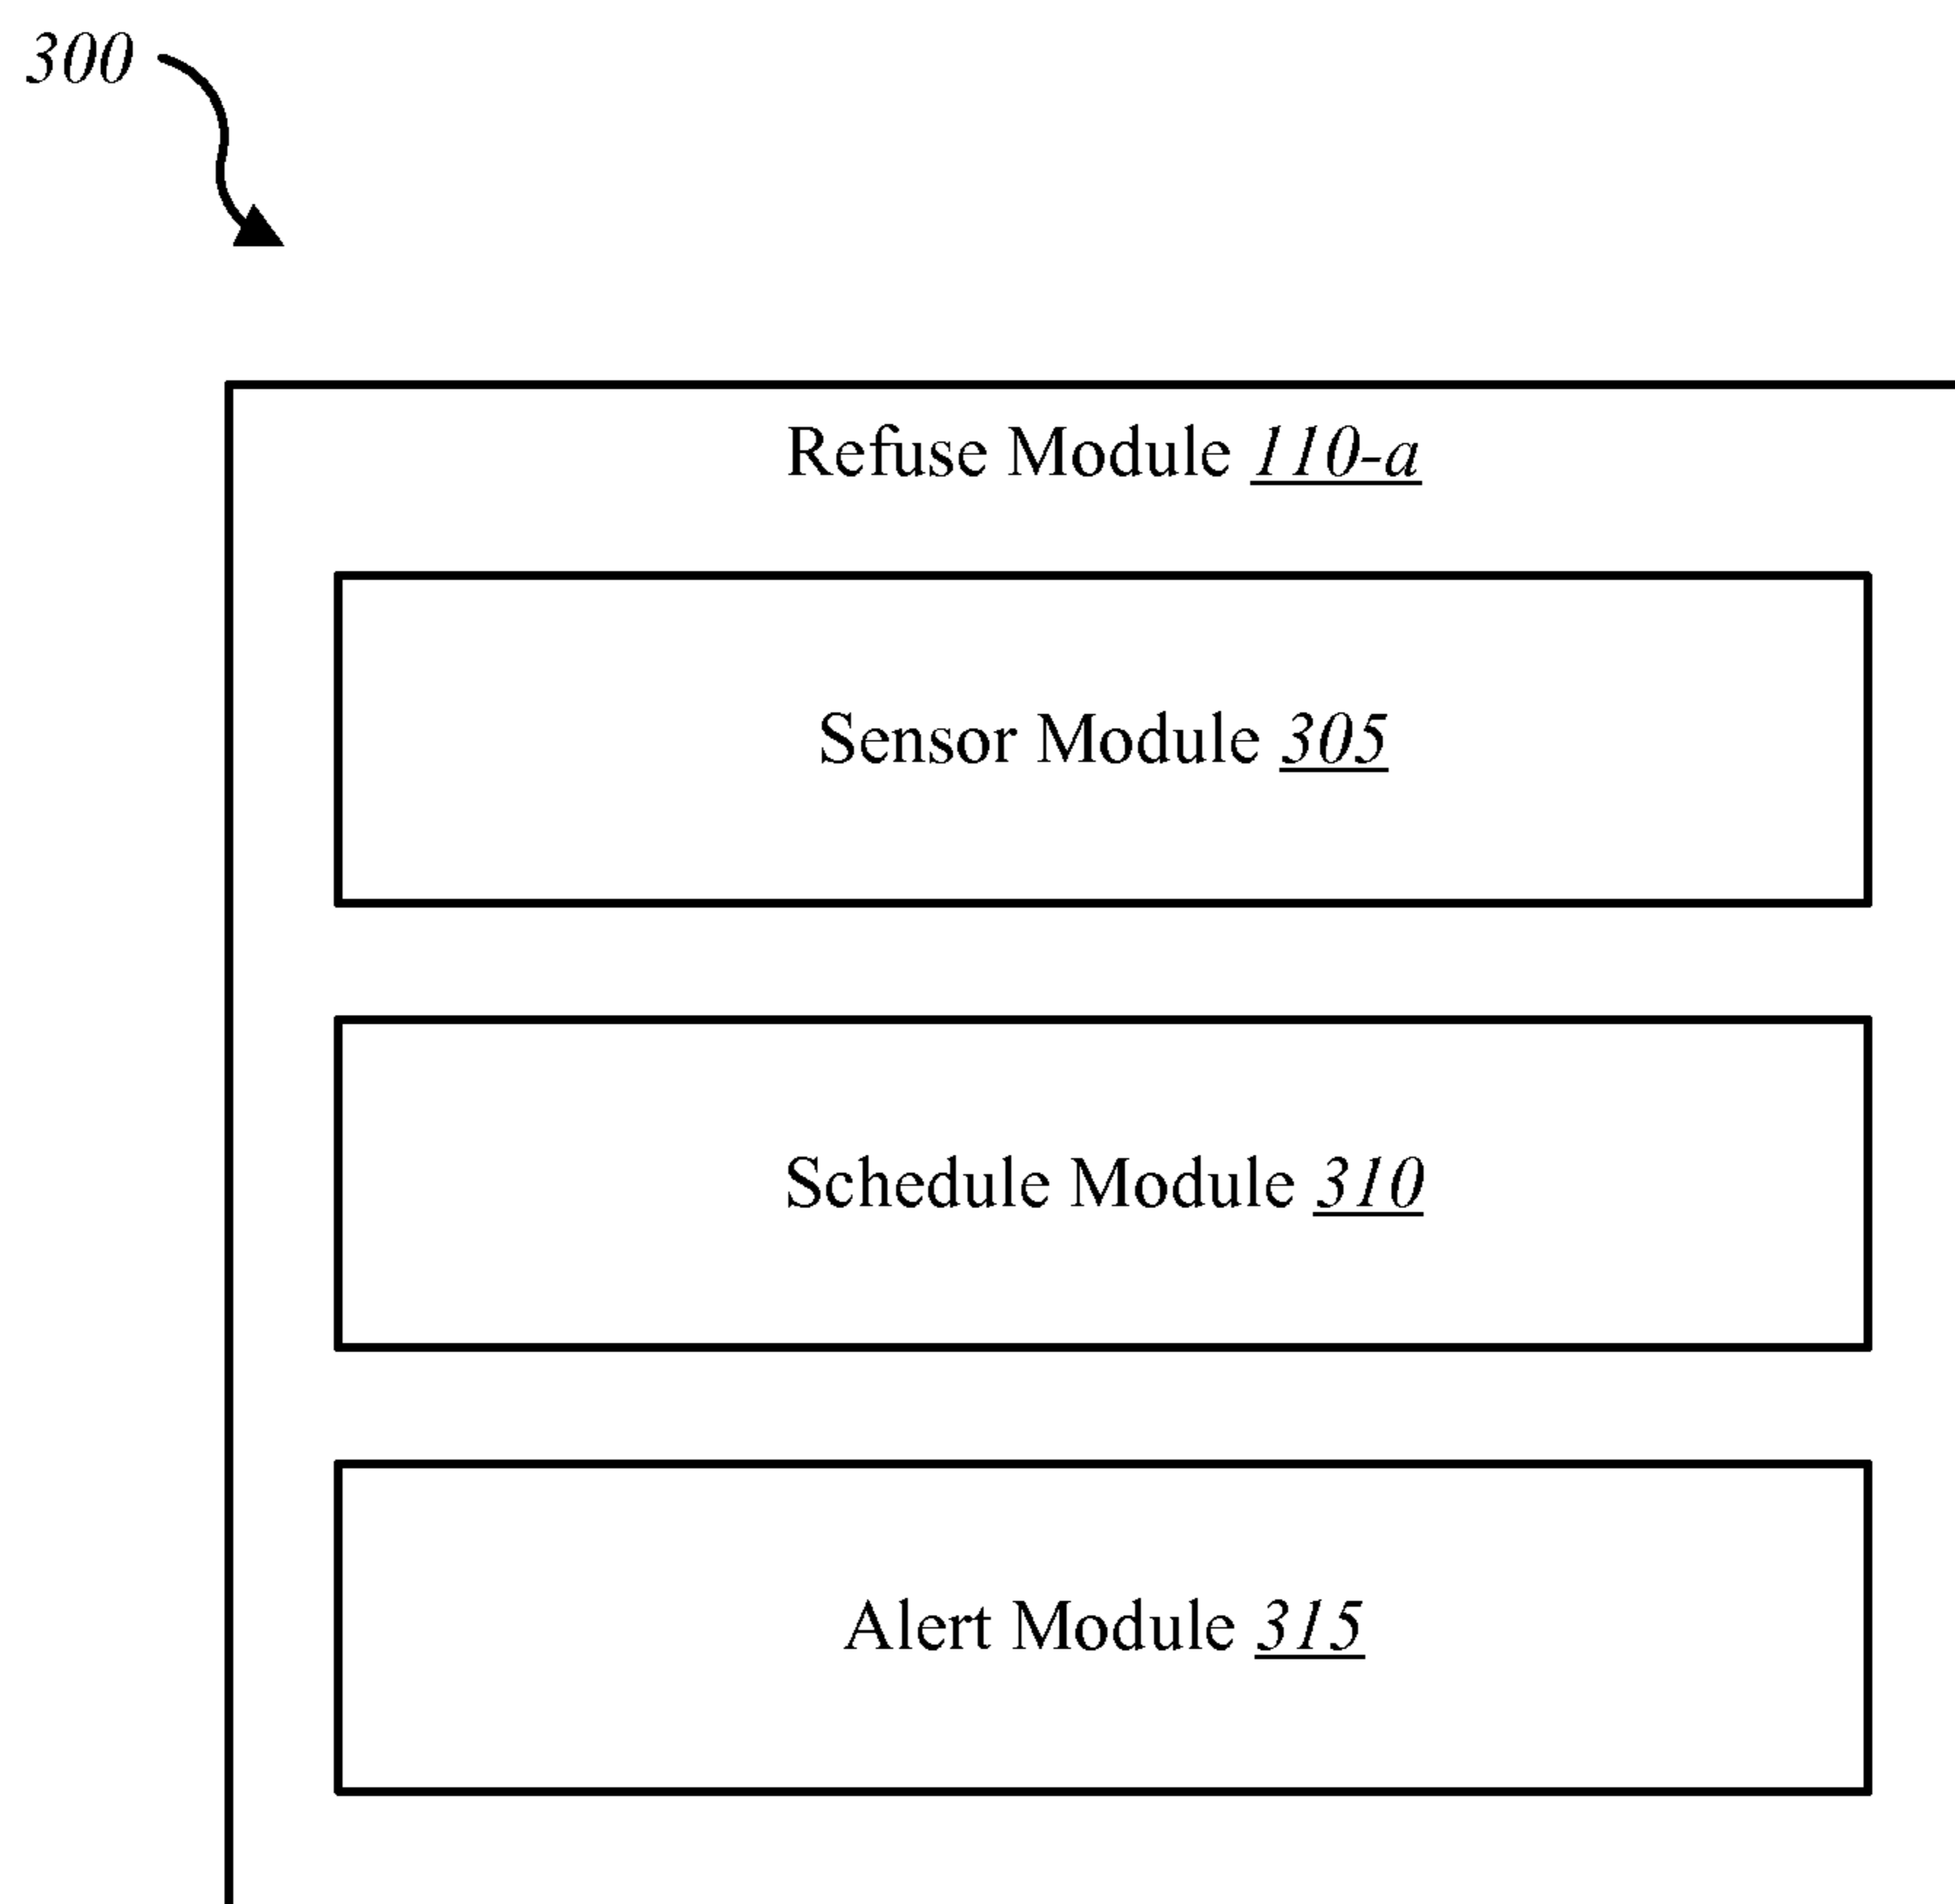 300
Refuse Module 110-a
Sensor Module 305
Schedule Module 310
Alert Module 315